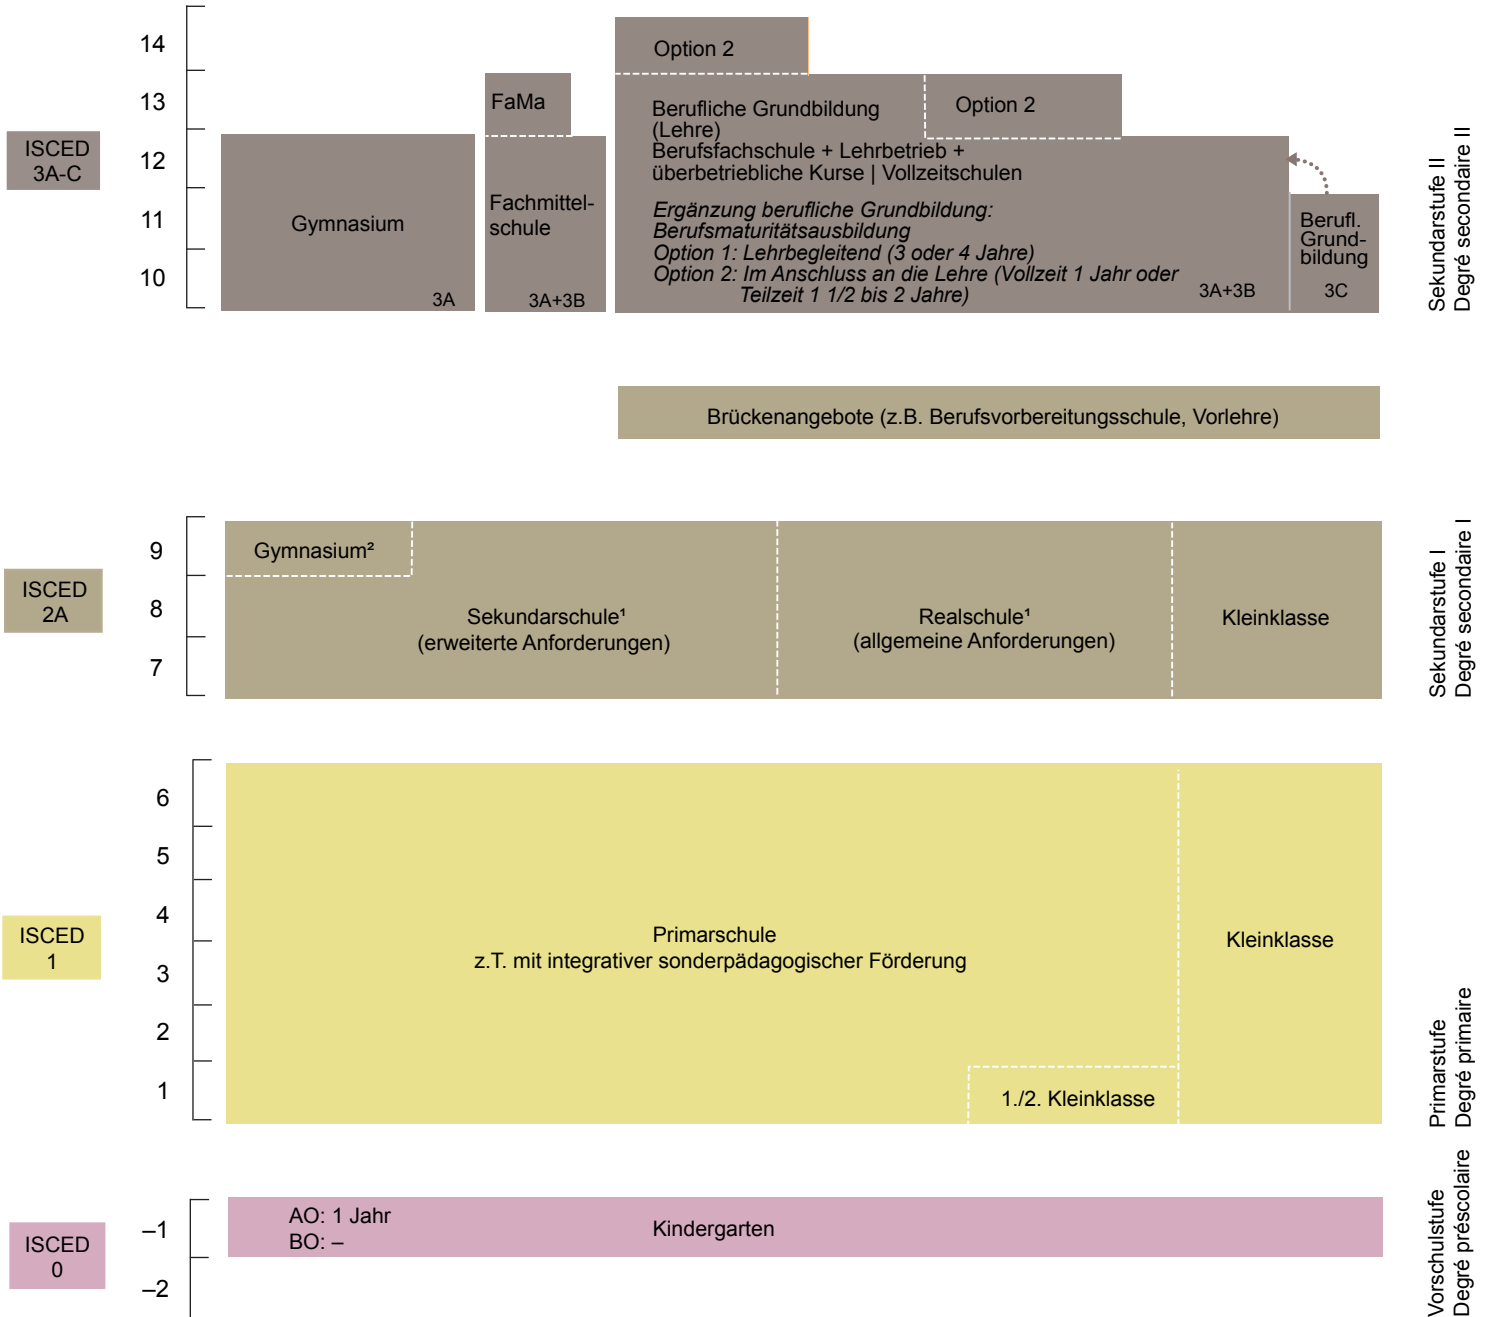 14
Option 2
13
FaMa
Option 2
Berufliche Grundbildung
(Lehre)
Berufsfachschule + Lehrbetrieb +
überbetriebliche Kurse | Vollzeitschulen
ISCED
3A-C
12
11
10
Gymnasium
3A
Fachmittel-
schule
3A+3B
Ergänzung berufliche Grundbildung:
Berufsmaturitätsausbildung
Option 1: Lehrbegleitend (3 oder 4 Jahre)
Option 2: Im Anschluss an die Lehre (Vollzeit 1 Jahr oder
Teilzeit 1 1/2 bis 2 Jahre)
3A+3B
Berufl.
Grund-
bildung
3C
Sekundarstufe II
Degré secondaire II
Brückenangebote (z.B. Berufsvorbereitungsschule, Vorlehre)
ISCED
2A
9
8
7
Gymnasium²
Sekundarschule¹
(erweiterte Anforderungen)
Realschule¹
(allgemeine Anforderungen)
Kleinklasse
Sekundarstufe I
Degré secondaire I
ISCED
1
6
5
4
3
2
1
Primarschule
z.T. mit integrativer sonderpädagogischer Förderung
Kleinklasse
1./2. Kleinklasse
Primarstufe
Degré primaire
ISCED
0
–1
–2
AO: 1 Jahr
BO: –
Kindergarten
Vorschulstufe
Degré préscolaire